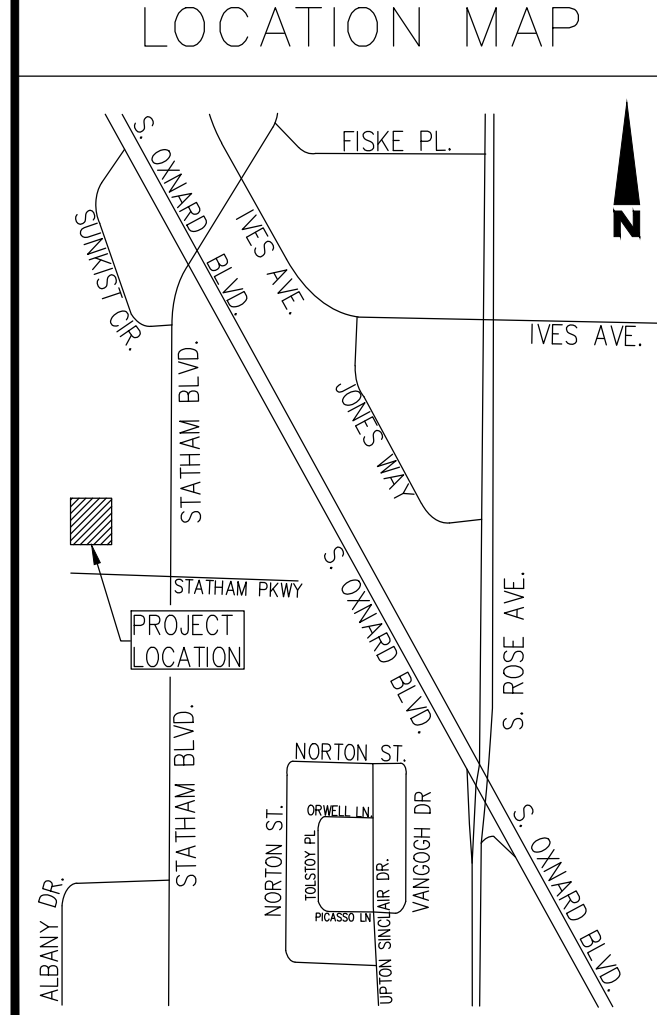 LOCATION MAP
FISKE PL.
S. OXNARD BLVD.
IVES AVE.
SUNKIST CIR.
N
IVES AVE.
STATHAM BLVD.
JONES WAY
STATHAM PKWY
S. OXNARD BLVD.
S. ROSE AVE.
PROJECT
LOCATION
STATHAM BLVD.
NORTON ST.
NORTON ST.
ORWELL LN.
TOLSTOY PL
VANGOGH DR
PICASSO LN
UPTON SINCLAIR DR.
S. OXNARD BLVD.
ALBANY DR.